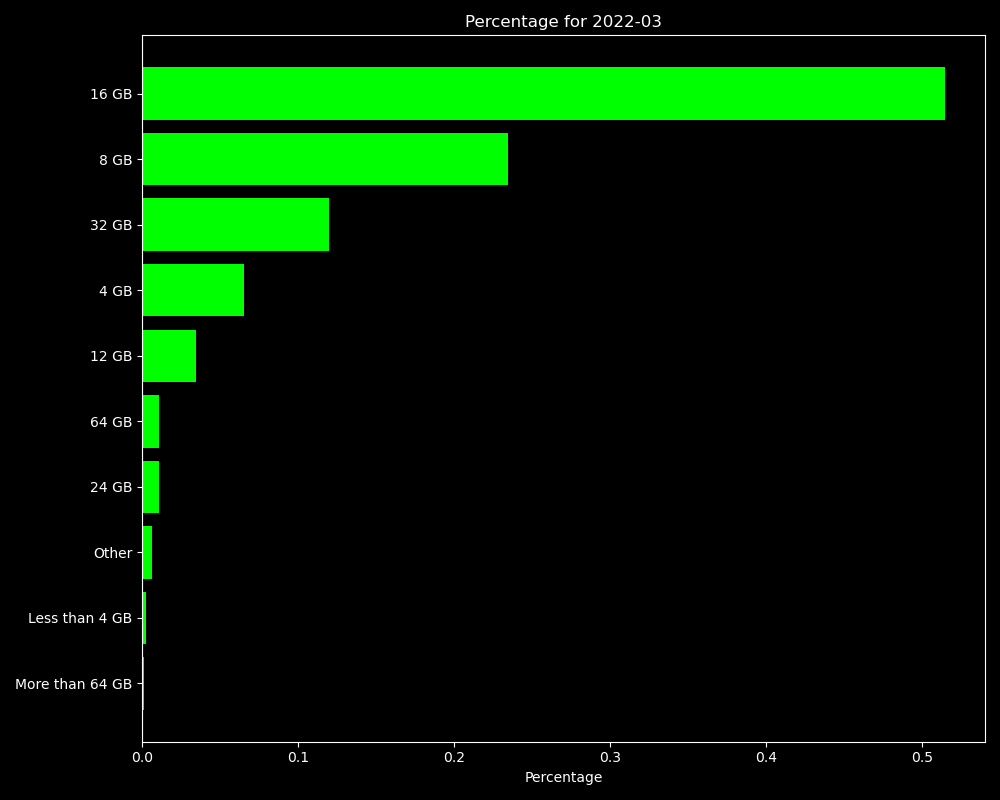 Percentage for 2022-03
16 GB
8 GB
32 GB
4 GB
12 GB
64 GB
24 GB
Other
Less than 4 GB
More than 64 GB
0.0 0.1 0.2 0.3 0.4 0.5
Percentage